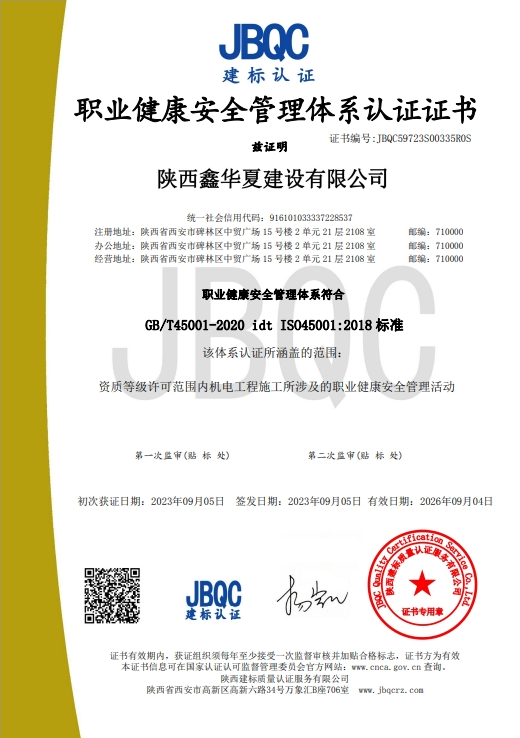 JBQC
建标认证
职业健康安全管理体系认证证书
证书编号:JBQC59723S00335R0S
兹证明
陕西鑫华夏建设有限公司
统一社会信用代码：916101033337228537
注册地址：陕西省西安市碑林区中贸广场 15 号楼 2 单元 21 层 2108 室 邮编：710000
办公地址：陕西省西安市碑林区中贸广场 15 号楼 2 单元 21 层 2108 室 邮编：710000
经营地址：陕西省西安市碑林区中贸广场 15 号楼 2 单元 21 层 2108 室 邮编：710000
JBQC
职业健康安全管理体系符合
GB/T45001-2020 idt ISO45001:2018 标准
该体系认证所涵盖的范围：
资质等级许可范围内机电工程施工所涉及的职业健康安全管理活动
第一次监审(贴 标 处) 第二次监审(贴 标 处)
初次获证日期：2023年09月05日 签发日期：2023年09月05日 有效日期：2026年09月04日
JBQC
建标认证
JBQC Quality Certification Service Co.,Ltd.
陕西建标质量认证服务有限公司
证书专用章
证书有效期内，获证组织须每年至少接受一次监督审核并加贴合格标志，证书方为有效
本证书信息可在国家认证认可监督管理委员会官方网站：www.cnca.gov.cn 查询。
陕西建标质量认证服务有限公司
陕西省西安市高新区高新六路34号万象汇B座706室 www.jbqcrz.com